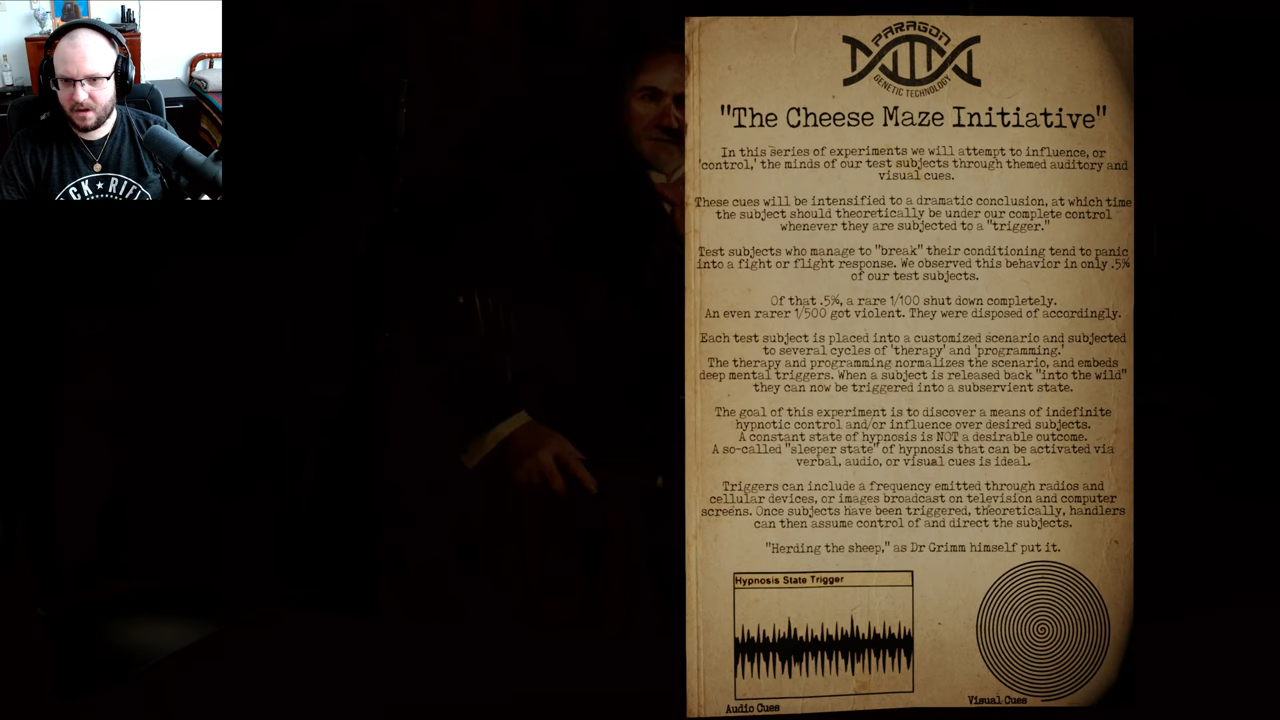 PARAGON
GENETIC TECHNOLOGY
"The Cheese Maze Initiative"
In this series of experiments we will attempt to influence, or
'control,' the minds of our test subjects through themed auditory and
visual cues.
These cues will be intensified to a dramatic conclusion, at which time
the subject should theoretically be under our complete control
whenever they are subjected to a "trigger."
Test subjects who manage to "break" their conditioning tend to panic
into a fight or flight response. We observed this behavior in only .5%
of our test subjects.
Of that .5%, a rare 1/100 shut down completely.
An even rarer 1/500 got violent. They were disposed of accordingly.
Each test subject is placed into a customized scenario and subjected
to several cycles of 'therapy' and 'programming.'
The therapy and programming normalizes the scenario, and embeds
deep mental triggers. When a subject is released back "into the wild"
they can now be triggered into a subservient state.
The goal of this experiment is to discover a means of indefinite
hypnotic control and/or influence over desired subjects.
A constant state of hypnosis is NOT a desirable outcome.
A so-called "sleeper state" of hypnosis that can be activated via
verbal, audio, or visual cues is ideal.
Triggers can include a frequency emitted through radios and
cellular devices, or images broadcast on television and computer
screens. Once subjects have been triggered, theoretically, handlers
can then assume control of and direct the subjects.
"Herding the sheep," as Dr Grimm himself put it.
Hypnosis State Trigger
Audio Cues
Visual Cues